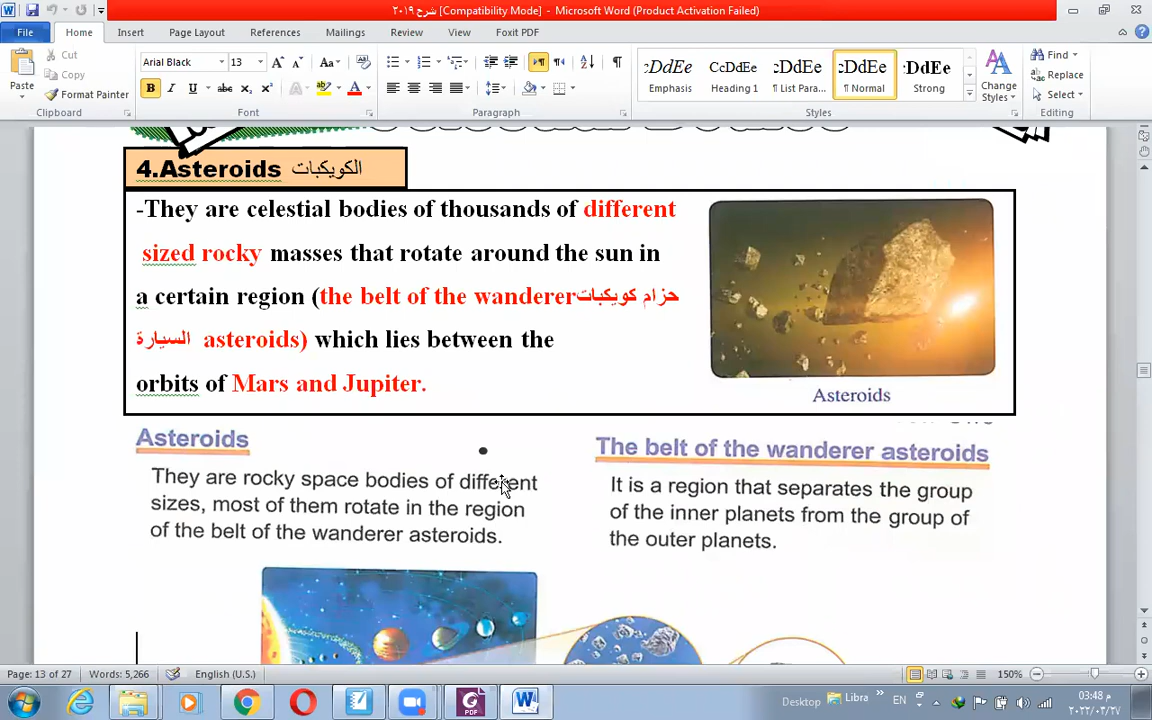 شرح ٢٠١٩ [Compatibility Mode] - Microsoft Word (Product Activation Failed)
File Home Insert Page Layout References Mailings Review View Foxit PDF
Cut
Copy
Format Painter
Paste
Clipboard
Arial Black 13
Font
Paragraph
CcDdEe CcDdEe cDdEe cDdEe cDdEe
Emphasis Heading 1 ¶ List Para... ¶ Normal Strong
Change Styles
Styles
Find
Replace
Select
Editing
4.Asteroids الكويكبات
-They are celestial bodies of thousands of different
sized rocky masses that rotate around the sun in
a certain region (the belt of the wanderer حزام كويكبات
السيارة asteroids) which lies between the
orbits of Mars and Jupiter.
Asteroids
Asteroids
They are rocky space bodies of different
sizes, most of them rotate in the region
of the belt of the wanderer asteroids.
The belt of the wanderer asteroids
It is a region that separates the group
of the inner planets from the group of
the outer planets.
Page: 13 of 27 Words: 5,266 English (U.S.) 150%
Desktop Libra EN 03:48 م
٢٠٢٢/٠٣/٢٧